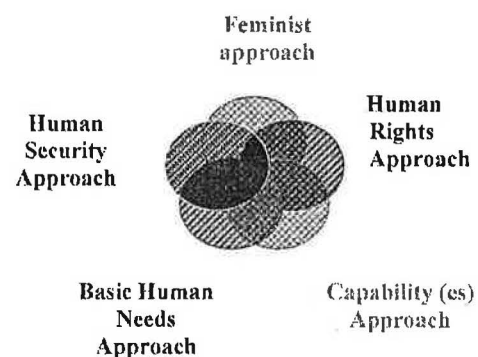 Feminist
approach
Human
Security
Approach
Human
Rights
Approach
Basic Human
Needs
Approach
Capability (es)
Approach